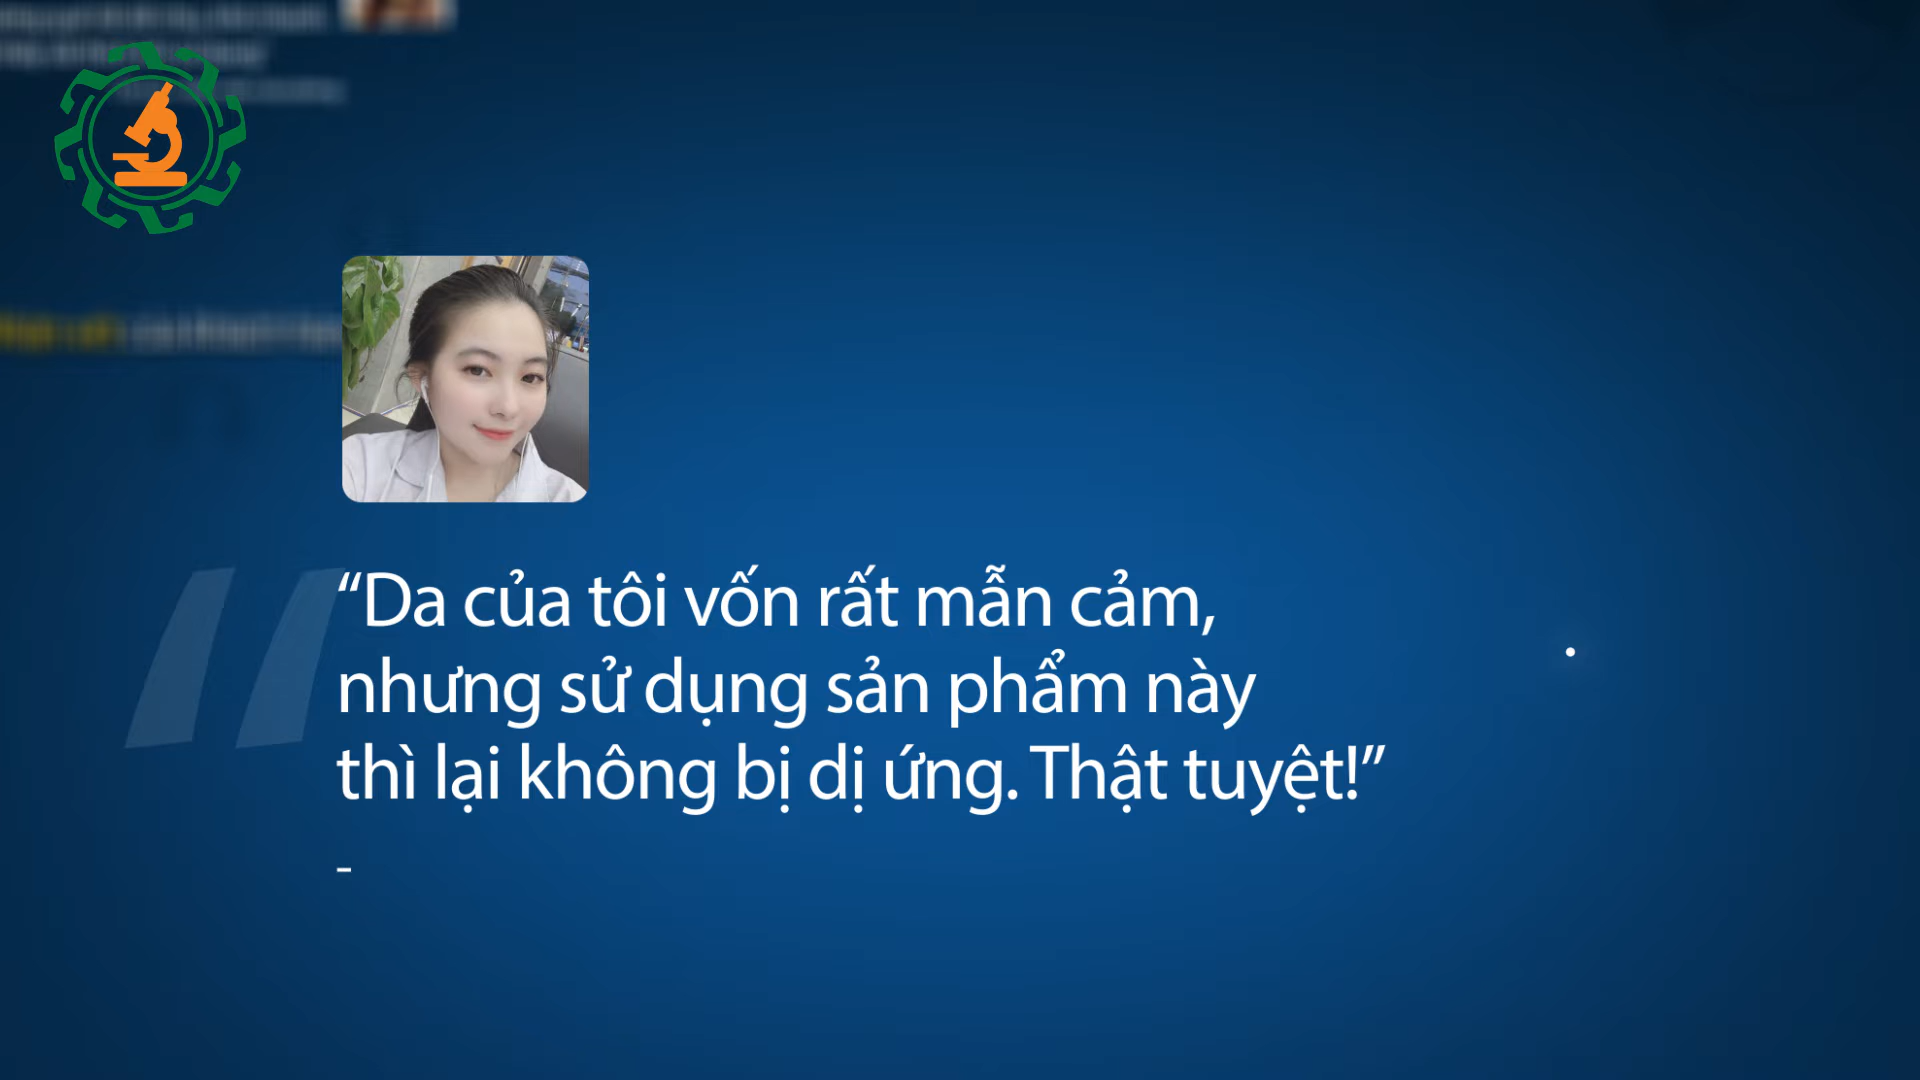 “Da của tôi vốn rất mẫn cảm,
nhưng sử dụng sản phẩm này
thì lại không bị dị ứng. Thật tuyệt!”
-